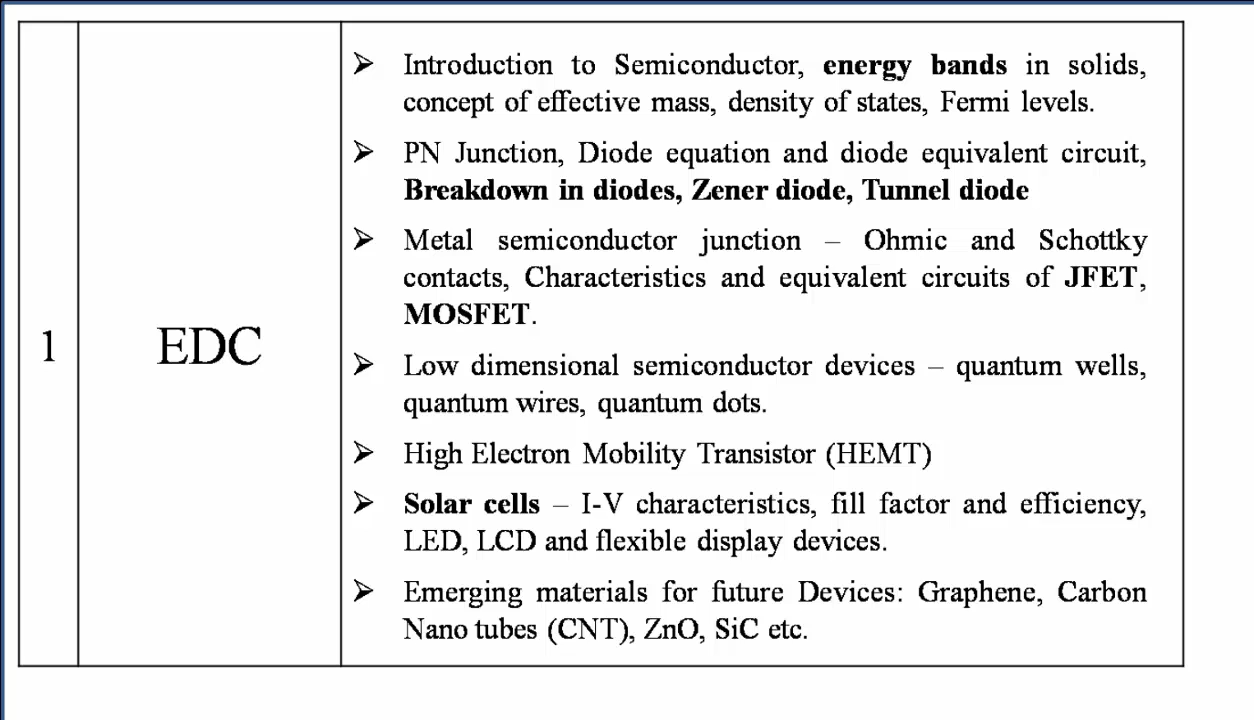 1
EDC
➢ Introduction to Semiconductor, energy bands in solids,
concept of effective mass, density of states, Fermi levels.
➢ PN Junction, Diode equation and diode equivalent circuit,
Breakdown in diodes, Zener diode, Tunnel diode
➢ Metal semiconductor junction – Ohmic and Schottky
contacts, Characteristics and equivalent circuits of JFET,
MOSFET.
➢ Low dimensional semiconductor devices – quantum wells,
quantum wires, quantum dots.
➢ High Electron Mobility Transistor (HEMT)
➢ Solar cells – I-V characteristics, fill factor and efficiency,
LED, LCD and flexible display devices.
➢ Emerging materials for future Devices: Graphene, Carbon
Nano tubes (CNT), ZnO, SiC etc.